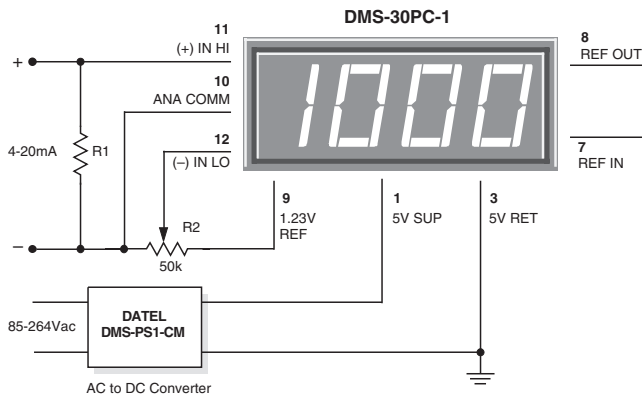 DMS-30PC-1
11
(+) IN HI
8
REF OUT
+
10
ANA COMM
1000
4-20mA
R1
12
(–) IN LO
7
REF IN
9
1.23V
REF
1
5V SUP
3
5V RET
–
R2
50k
85-264Vac
DATEL
DMS-PS1-CM
AC to DC Converter